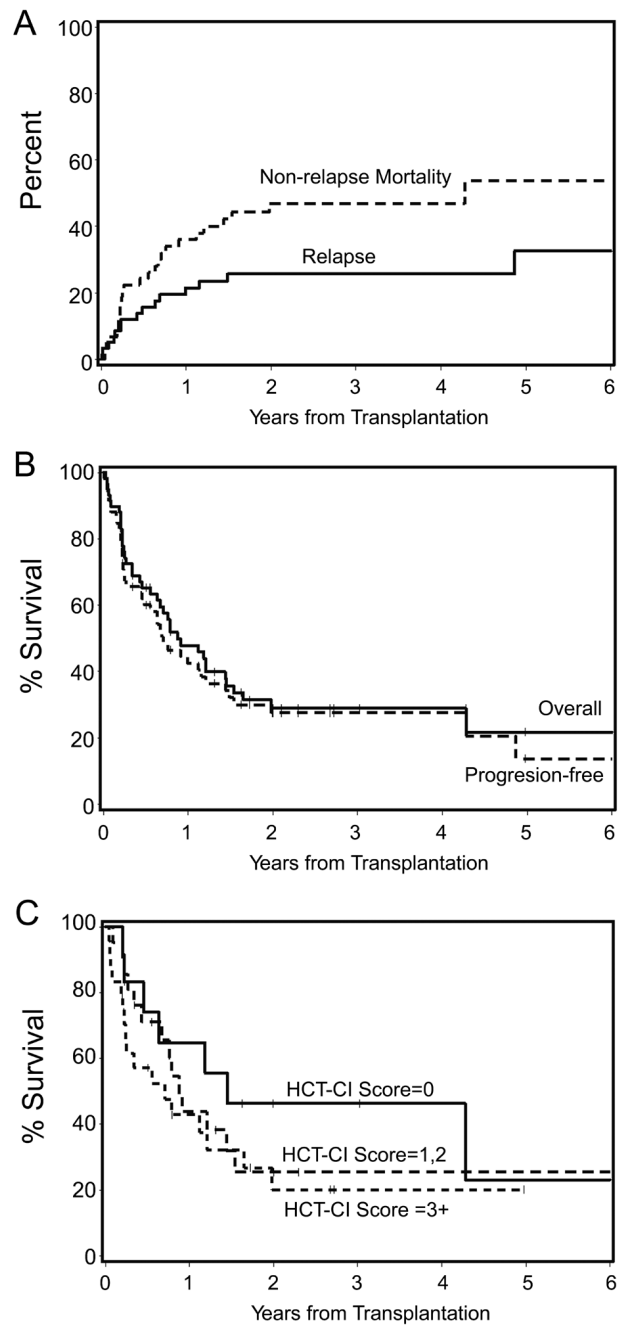 A
100
80
60
40
20
0
Percent
Non-relapse Mortality
Relapse
0 1 2 3 4 5 6
Years from Transplantation
B
100
80
60
40
20
0
% Survival
Overall
Progresion-free
0 1 2 3 4 5 6
Years from Transplantation
C
100
80
60
40
20
0
% Survival
HCT-CI Score=0
HCT-CI Score=1,2
HCT-CI Score =3+
0 1 2 3 4 5 6
Years from Transplantation